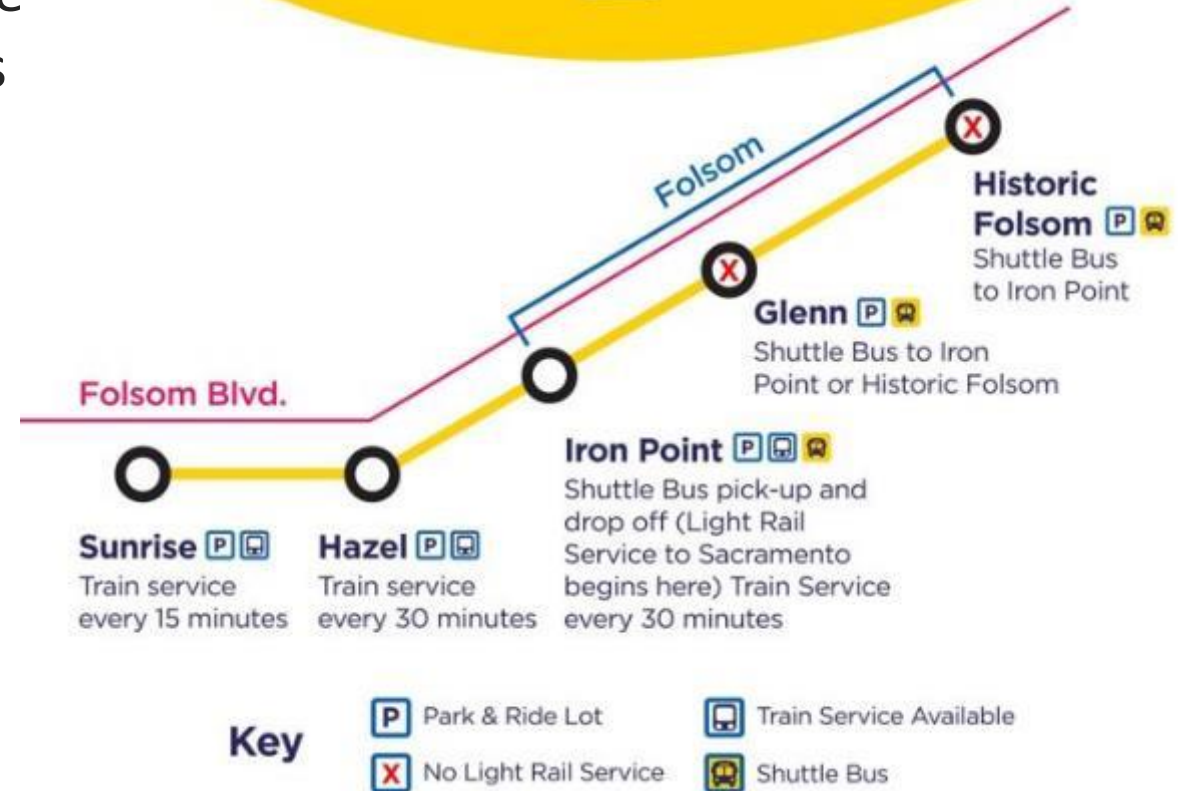 Folsom
X
Historic
Folsom P
Shuttle Bus
to Iron Point
X
Glenn P
Shuttle Bus to Iron
Point or Historic Folsom
Folsom Blvd.
Iron Point P
Shuttle Bus pick-up and
drop off (Light Rail
Service to Sacramento
begins here) Train Service
every 30 minutes
Sunrise P
Train service
every 15 minutes
Hazel P
Train service
every 30 minutes
Key
P Park & Ride Lot
Train Service Available
X No Light Rail Service
Shuttle Bus